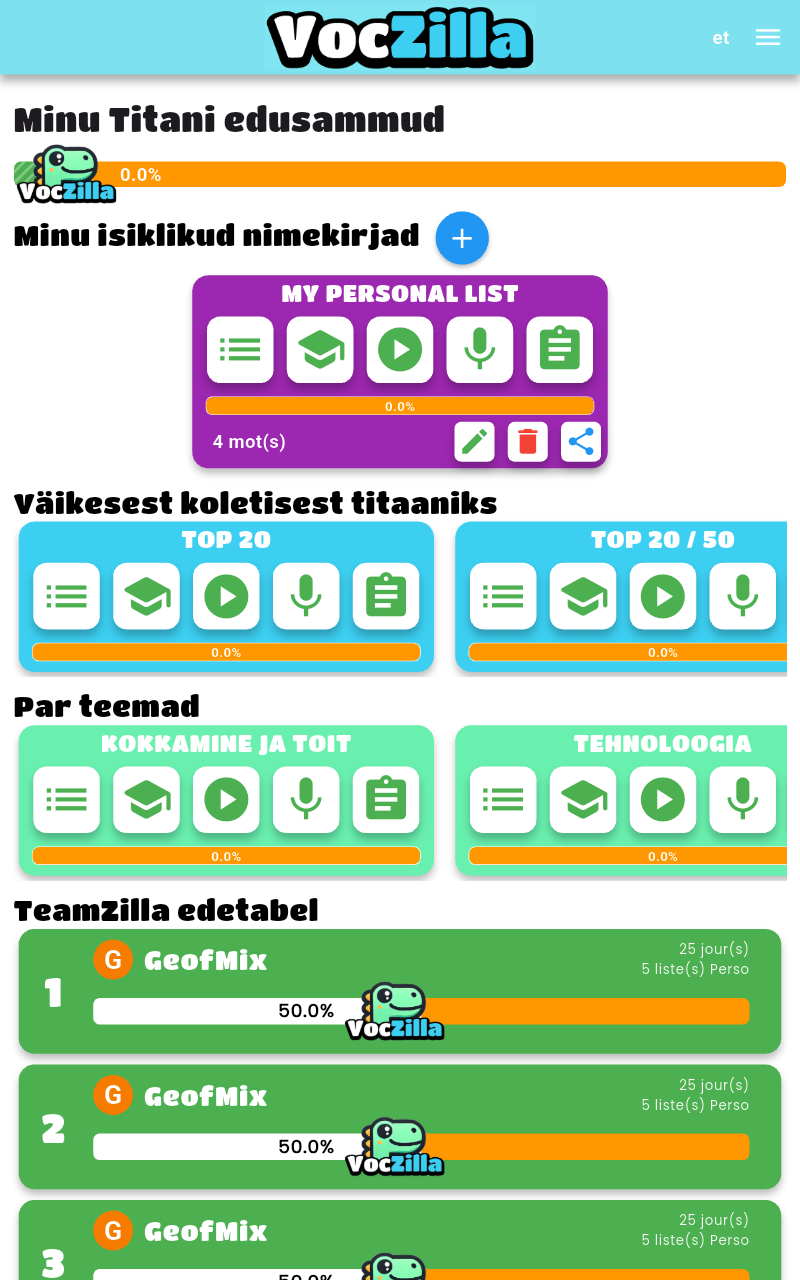 VocZilla
et
Minu Titani edusammud
0.0%
VocZilla
Minu isiklikud nimekirjad
MY PERSONAL LIST
0.0%
4 mot(s)
Väikesest koletisest titaaniks
TOP 20
TOP 20 / 50
0.0%
0.0%
Par teemad
KOKKAMINE JA TOIT
TEHNOLOOGIA
0.0%
0.0%
TeamZilla edetabel
1
G
GeofMix
25 jour(s)
5 liste(s) Perso
50.0%
VocZilla
2
G
GeofMix
25 jour(s)
5 liste(s) Perso
50.0%
VocZilla
3
G
GeofMix
25 jour(s)
5 liste(s) Perso
50.0%